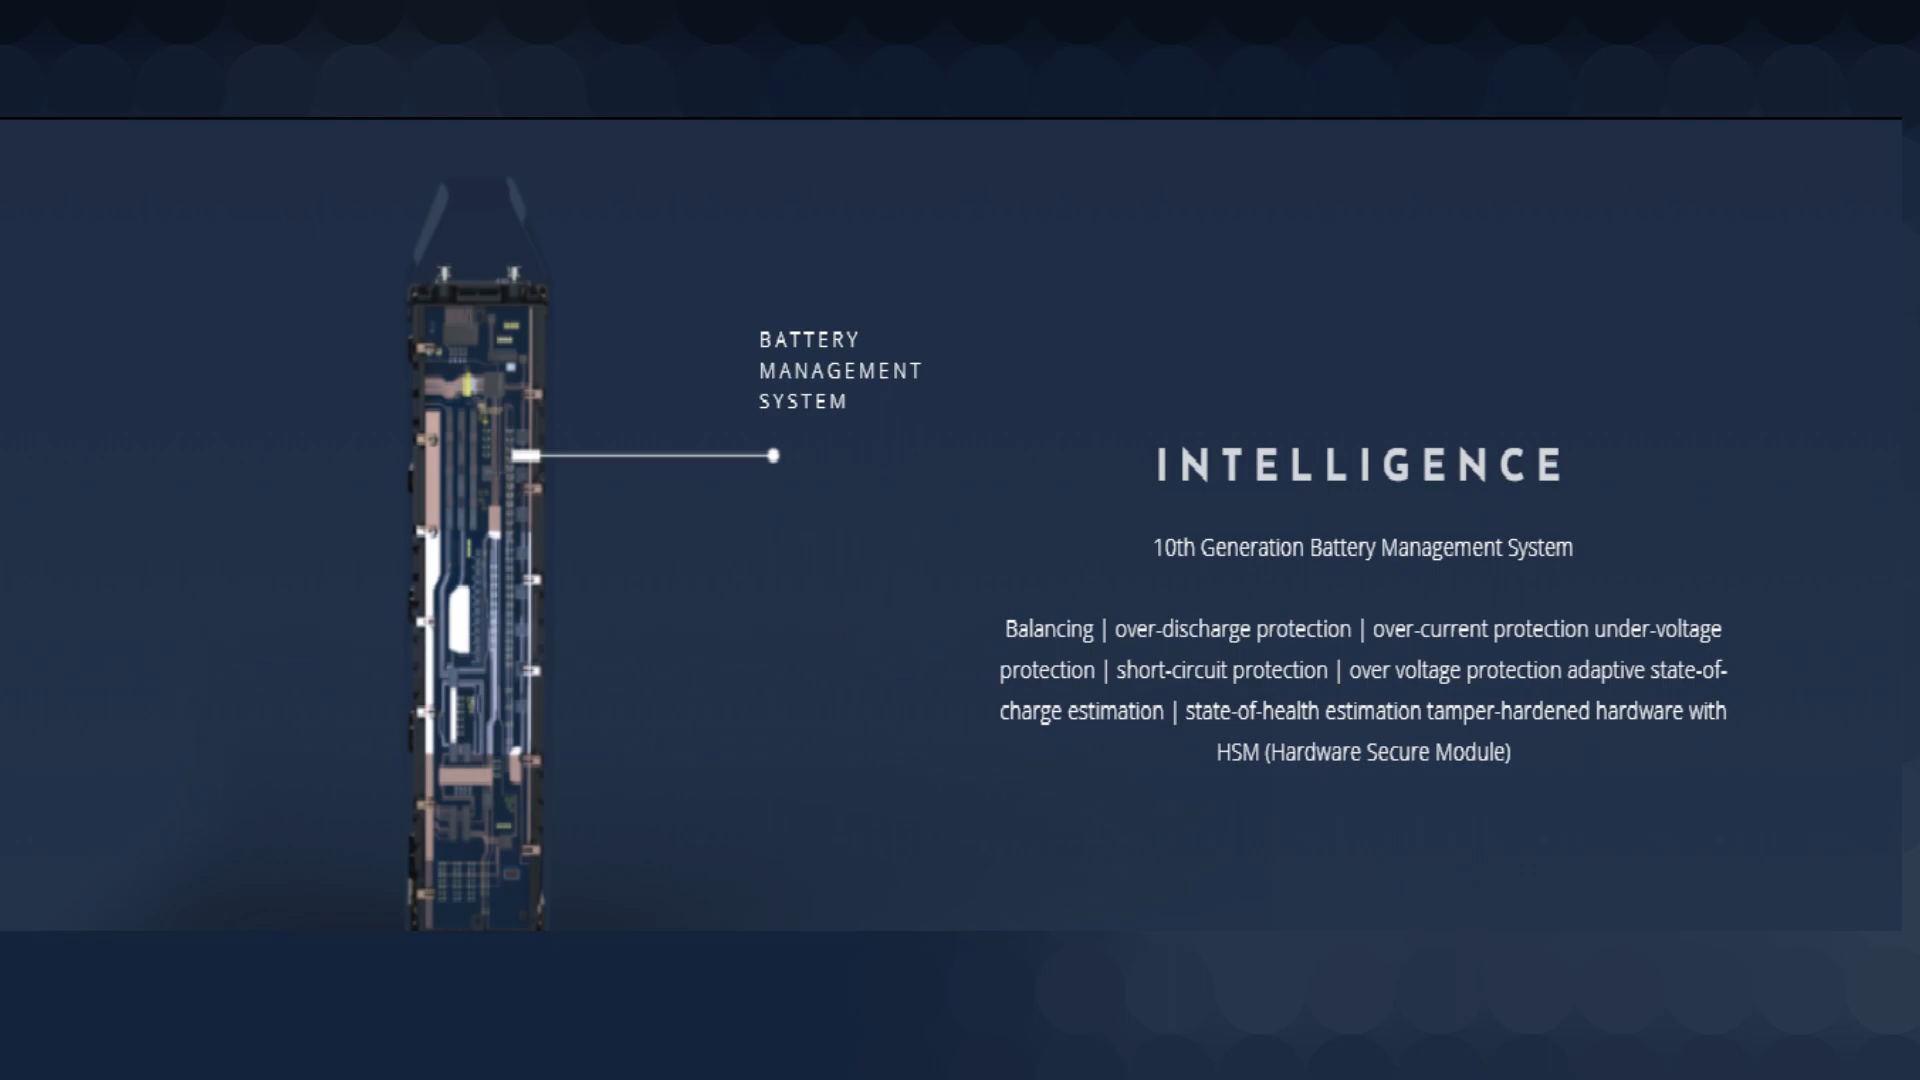 BATTERY
MANAGEMENT
SYSTEM
INTELLIGENCE
10th Generation Battery Management System
Balancing | over-discharge protection | over-current protection under-voltage
protection | short-circuit protection | over voltage protection adaptive state-of-
charge estimation | state-of-health estimation tamper-hardened hardware with
HSM (Hardware Secure Module)